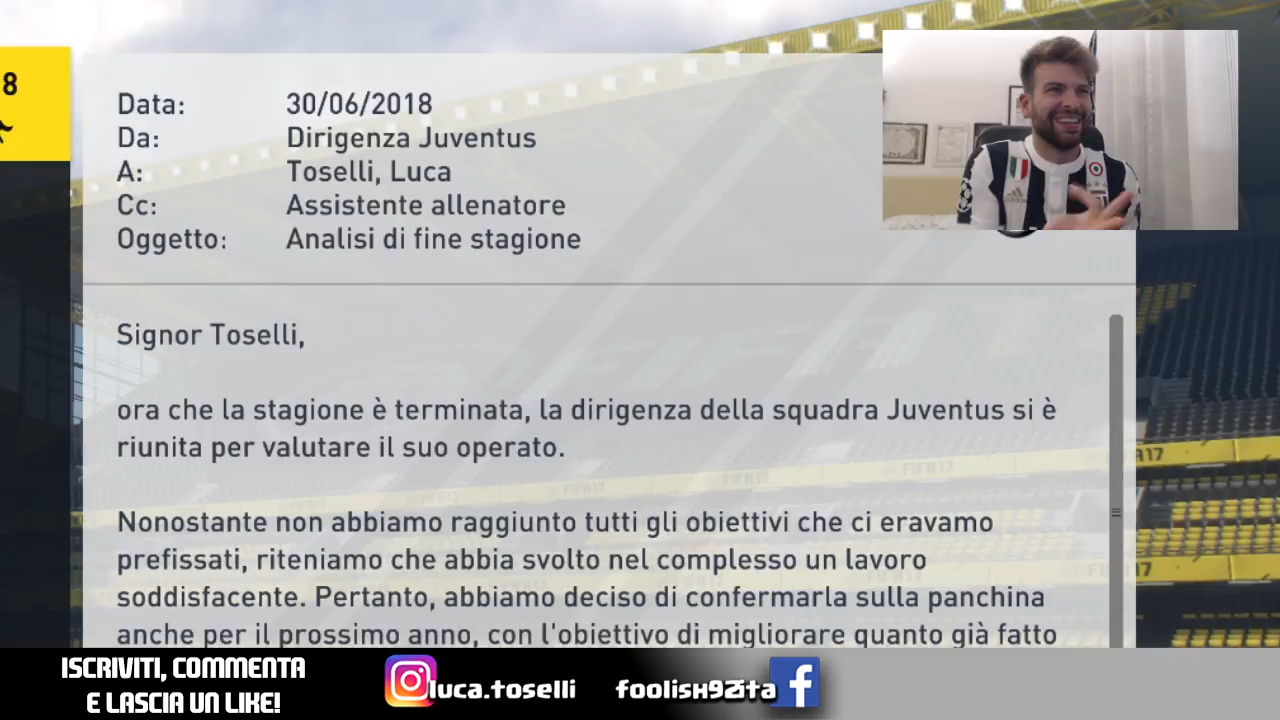 8
Data: 30/06/2018
Da: Dirigenza Juventus
A: Toselli, Luca
Cc: Assistente allenatore
Oggetto: Analisi di fine stagione
Signor Toselli,
ora che la stagione è terminata, la dirigenza della squadra Juventus si è
riunita per valutare il suo operato.
Nonostante non abbiamo raggiunto tutti gli obiettivi che ci eravamo
prefissati, riteniamo che abbia svolto nel complesso un lavoro
soddisfacente. Pertanto, abbiamo deciso di confermarla sulla panchina
anche per il prossimo anno, con l'obiettivo di migliorare quanto già fatto
FIFA17
ISCRIVITI, COMMENTA
E LASCIA UN LIKE!
luca.toselli
foolish92ita